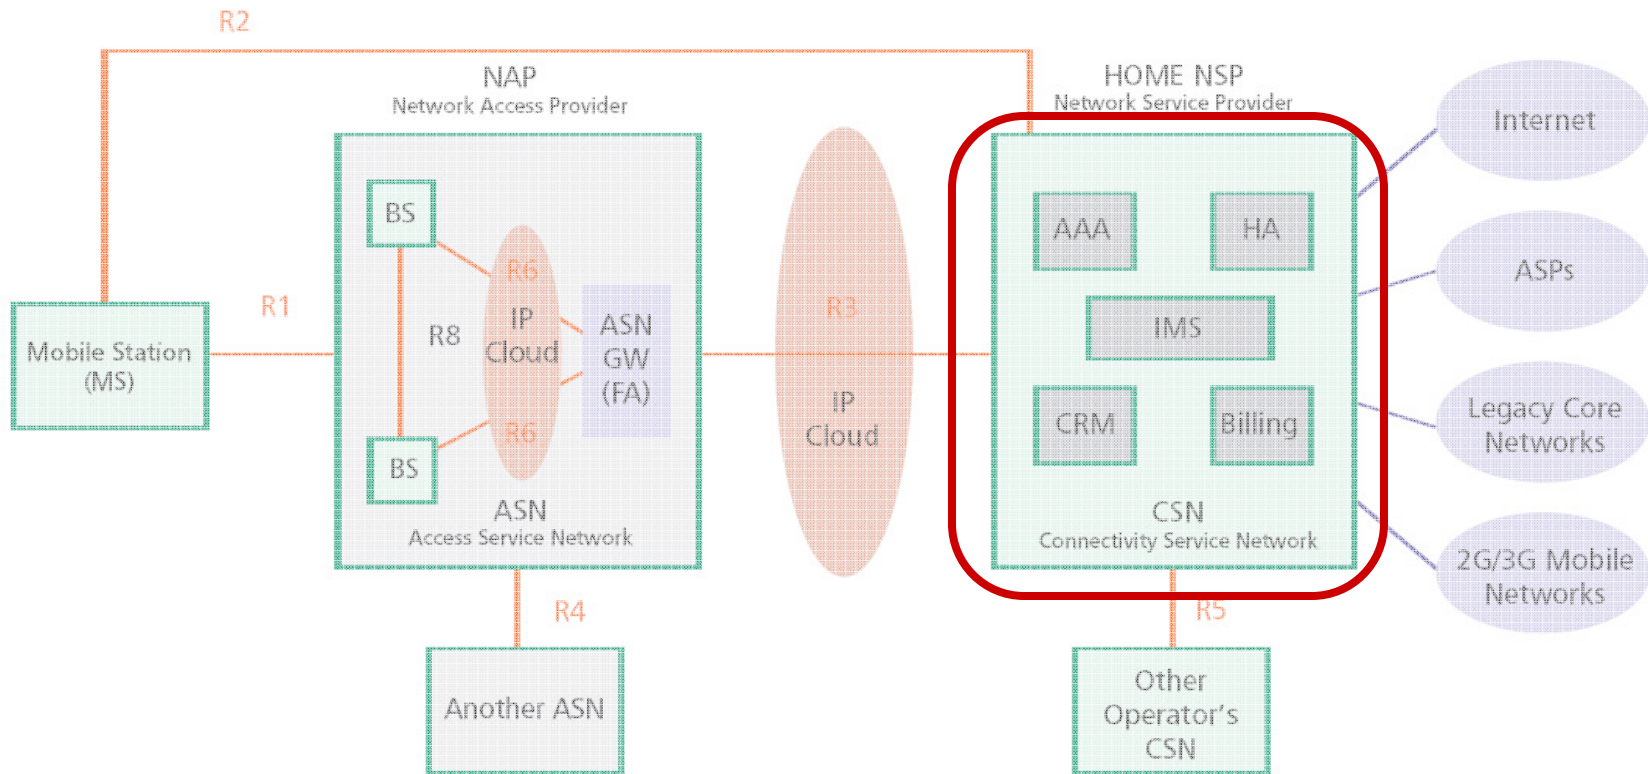 R2
NAP
Network Access Provider
HOME NSP
Network Service Provider
Internet
BS
AAA
HA
R6
ASPs
R1
R8
IP
Cloud
ASN
GW
(FA)
R3
IMS
Mobile Station
(MS)
IP
Cloud
R6
BS
CRM
Billing
Legacy Core
Networks
ASN
Access Service Network
CSN
Connectivity Service Network
2G/3G Mobile
Networks
R4
R5
Another ASN
Other
Operator's
CSN